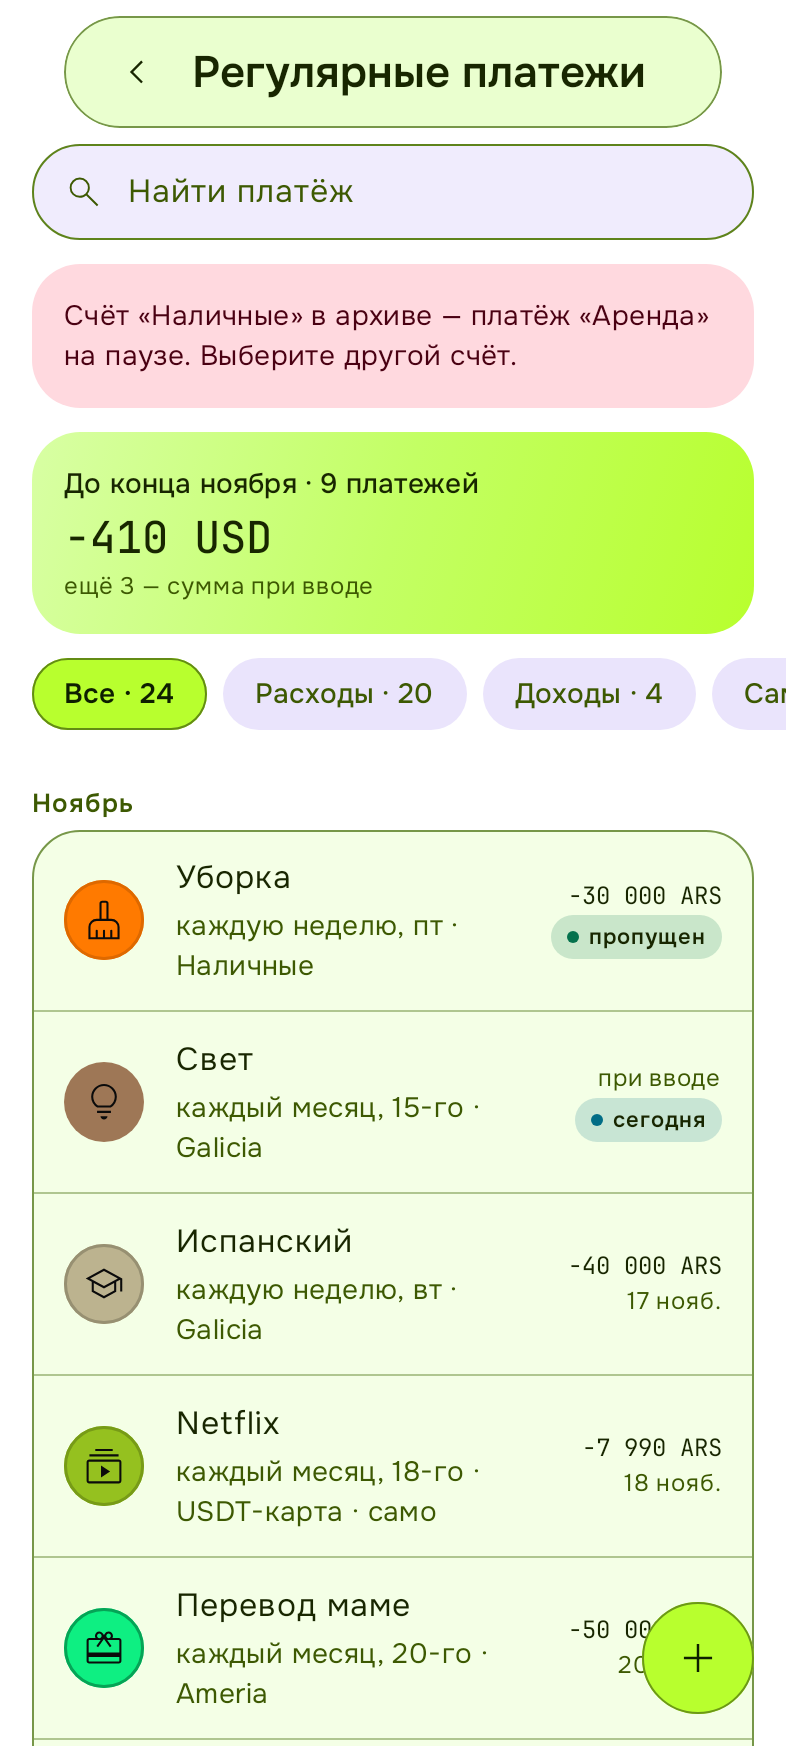 Регулярные платежи
Найти платёж
Счёт «Наличные» в архиве — платёж «Аренда»
на паузе. Выберите другой счёт.
До конца ноября · 9 платежей
-410 USD
ещё 3 — сумма при вводе
Все · 24
Расходы · 20
Доходы · 4
Ноябрь
Уборка
каждую неделю, пт ·
Наличные
-30 000 ARS
пропущен
Свет
каждый месяц, 15-го ·
Galicia
при вводе
сегодня
Испанский
каждую неделю, вт ·
Galicia
-40 000 ARS
17 нояб.
Netflix
каждый месяц, 18-го ·
USDT-карта · само
-7 990 ARS
18 нояб.
Перевод маме
каждый месяц, 20-го ·
Ameria
-50
20